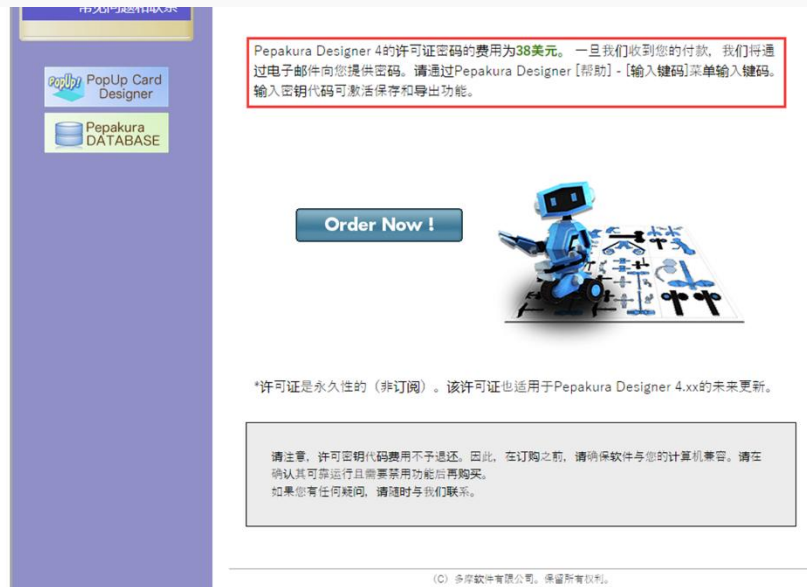 常见问题和联系
PopUp!
PopUp Card
Designer
Pepakura
DATABASE
Pepakura Designer 4的许可证密码的费用为38美元。 一旦我们收到您的付款，我们将通
过电子邮件向您提供密码。请通过Pepakura Designer [帮助] - [输入键码]菜单输入键码。
输入密钥代码可激活保存和导出功能。
Order Now !
*许可证是永久性的（非订阅）。该许可证也适用于Pepakura Designer 4.xx的未来更新。
请注意，许可密钥代码费用不予退还。因此，在订购之前，请确保软件与您的计算机兼容。请在
确认其可靠运行且需要禁用功能后再购买。
如果您有任何疑问，请随时与我们联系。
(C) 多摩软件有限公司。保留所有权利。